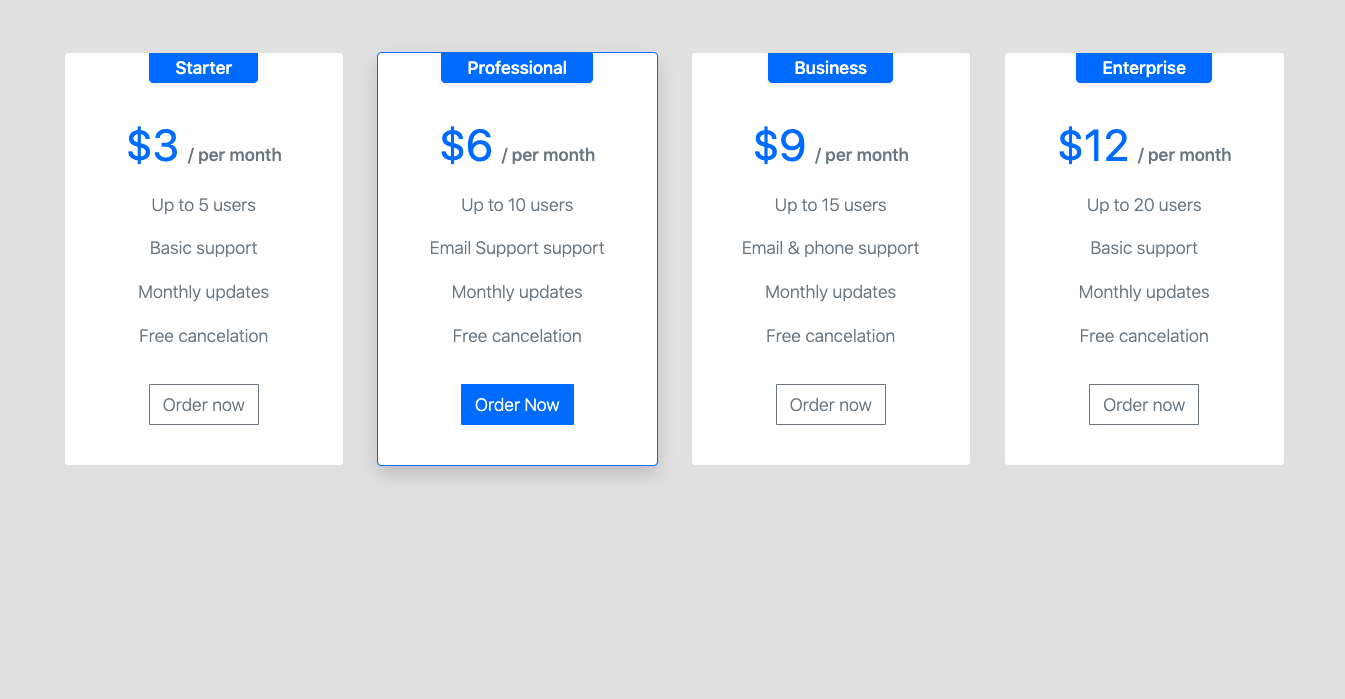 Starter
$3 / per month
Up to 5 users
Basic support
Monthly updates
Free cancelation
Order now
Professional
$6 / per month
Up to 10 users
Email Support support
Monthly updates
Free cancelation
Order Now
Business
$9 / per month
Up to 15 users
Email & phone support
Monthly updates
Free cancelation
Order now
Enterprise
$12 / per month
Up to 20 users
Basic support
Monthly updates
Free cancelation
Order now